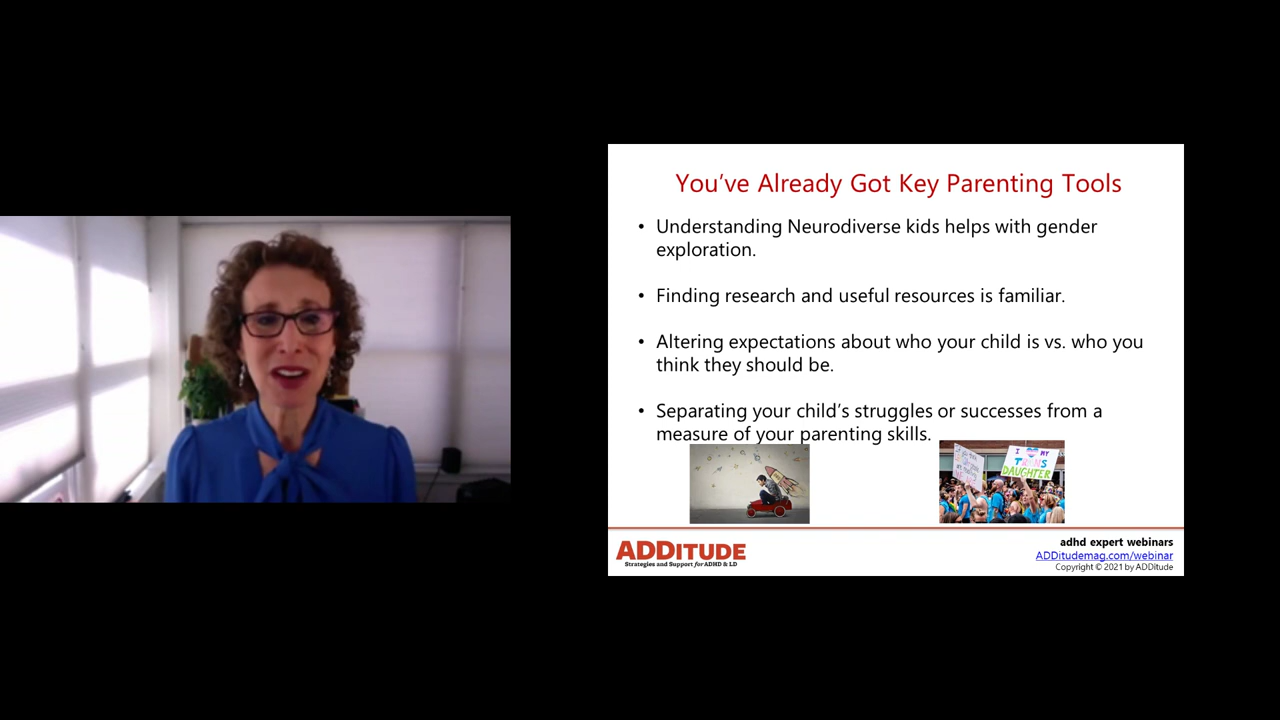 You’ve Already Got Key Parenting Tools
• Understanding Neurodiverse kids helps with gender
exploration.
• Finding research and useful resources is familiar.
• Altering expectations about who your child is vs. who you
think they should be.
• Separating your child’s struggles or successes from a
measure of your parenting skills.
I MY
TRANS
DAUGHTER
ADDITUDE
Strategies and Support for ADHD & LD
adhd expert webinars
ADDitudemag.com/webinar
Copyright © 2021 by ADDitude